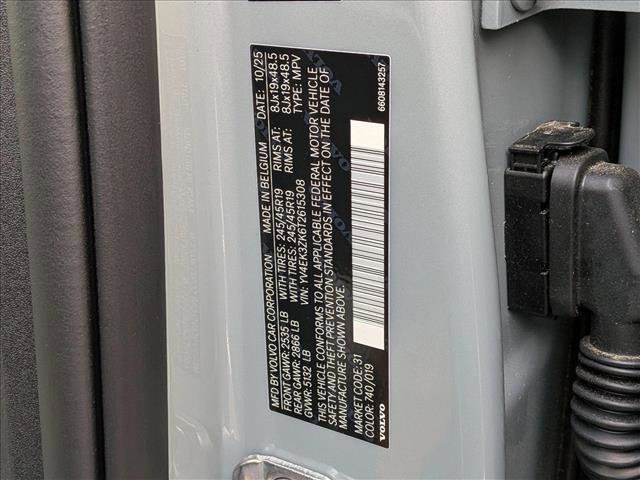 MFD BY VOLVO CAR CORPORATION MADE IN BELGIUM DATE: 10/25
FRONT GAWR: 2535 LB WITH TIRES: 245/45R19 RIMS AT: 8Jx19x48.5
REAR GAWR: 2866 LB WITH TIRES: 245/45R19 RIMS AT: 8Jx19x48.5
GVWR: 5132 LB VIN: YV4EK3ZK6T2615308 TYPE: MPV
THIS VEHICLE CONFORMS TO ALL APPLICABLE FEDERAL MOTOR VEHICLE
SAFETY AND THEFT PREVENTION STANDARDS IN EFFECT ON THE DATE OF
MANUFACTURE SHOWN ABOVE.
MARKET CODE: 31
COLOR: 740/019
VOLVO
6608143257